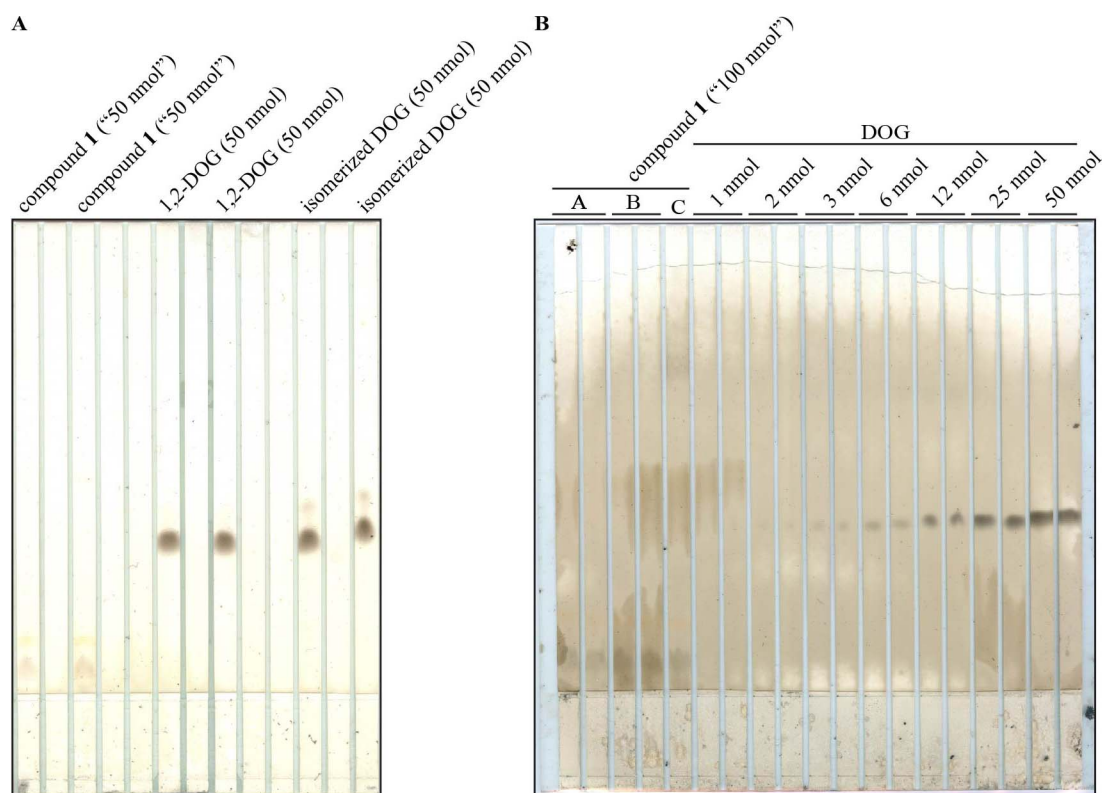 A
compound 1 (“50 nmol”)
compound 1 (“50 nmol”)
1,2-DOG (50 nmol)
1,2-DOG (50 nmol)
isomerized DOG (50 nmol)
isomerized DOG (50 nmol)
B
compound 1 (“100 nmol”)
DOG
A
B
C
1 nmol
2 nmol
3 nmol
6 nmol
12 nmol
25 nmol
50 nmol